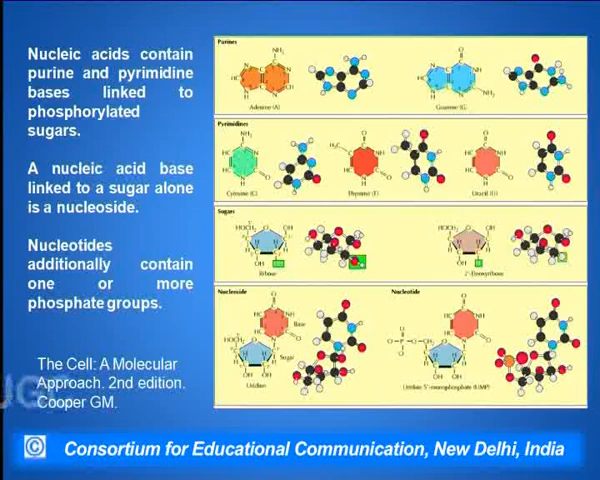 Nucleic acids contain
purine and pyrimidine
bases linked to
phosphorylated
sugars.
A nucleic acid base
linked to a sugar alone
is a nucleoside.
Nucleotides
additionally contain
one or more
phosphate groups.
The Cell: A Molecular
Approach. 2nd edition.
Cooper GM.
Purines
Adenine (A)
Guanine (G)
Pyrimidines
Cytosine (C)
Thymine (T)
Uracil (U)
Sugars
Ribose
2'-Deoxyribose
Nucleoside
Base
Sugar
Uridine
Nucleotide
Uridine 5'-monophosphate (UMP)
Consortium for Educational Communication, New Delhi, India